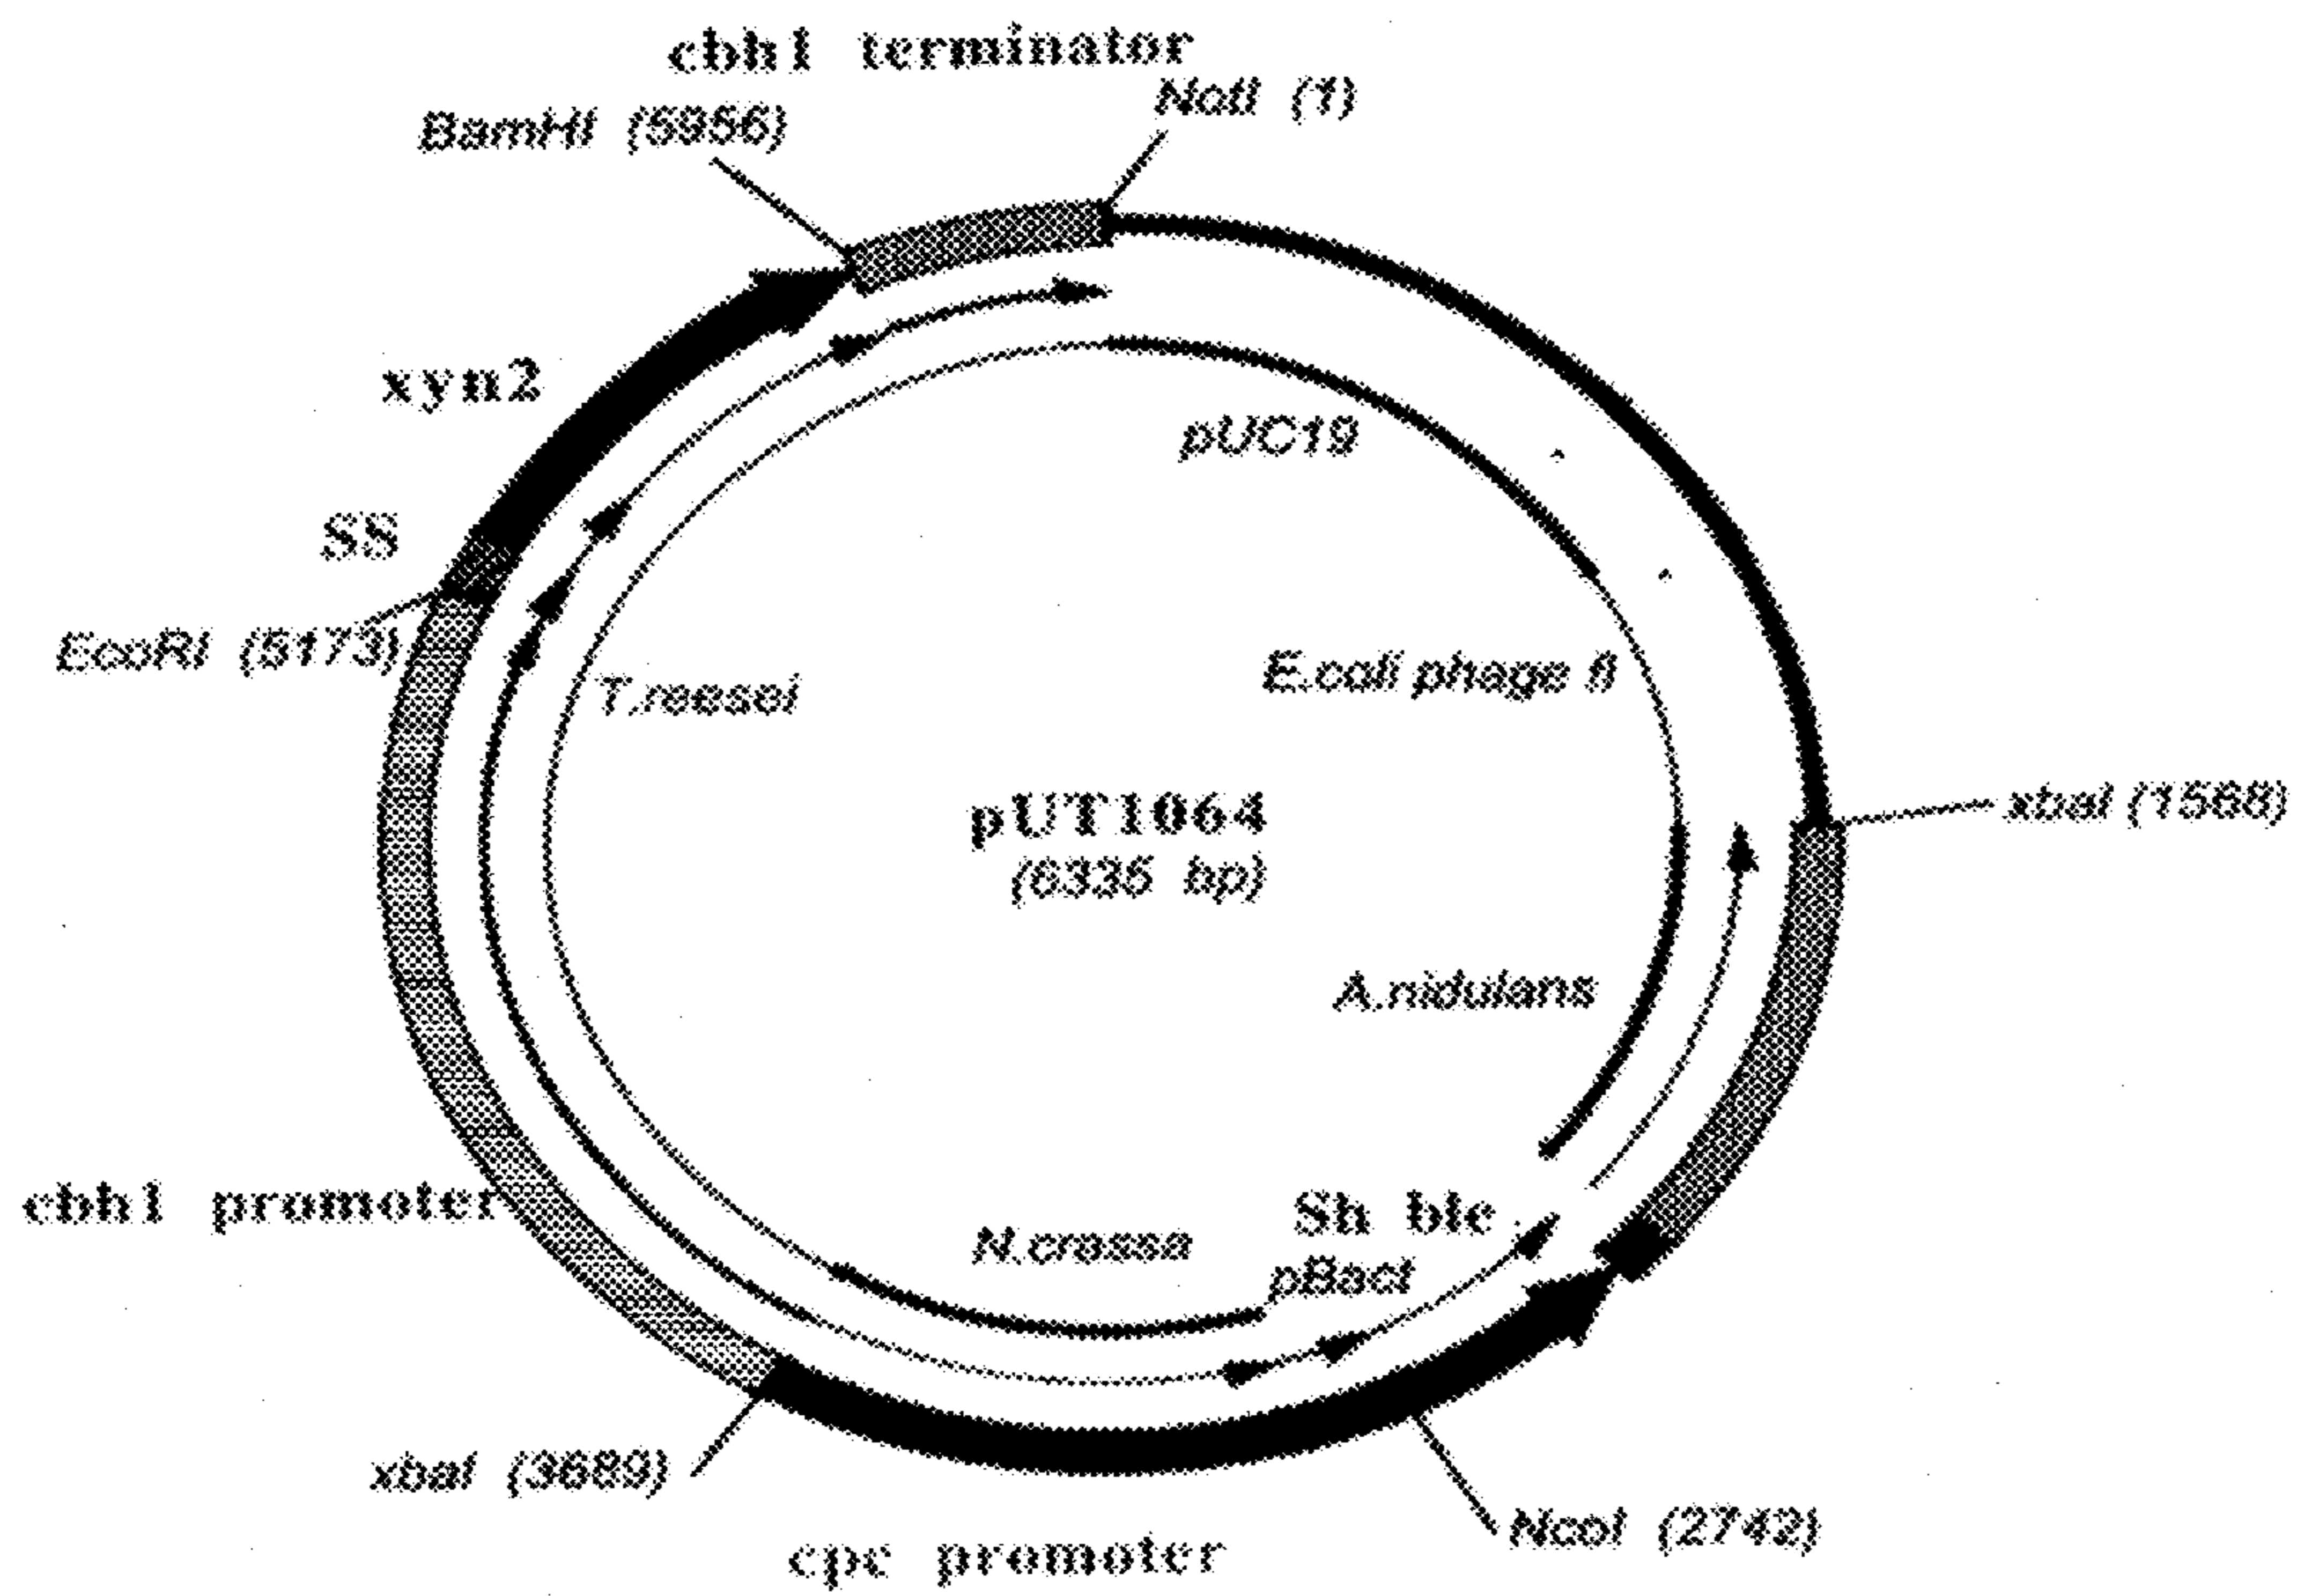 cbh1 terminator
NotI (1)
BamHI (5956)
xyn2
pUC19
SS
EcoRI (5173)
T.reesei
E.coli phage fl
pUT1064
(6335 bp)
xbaI (1568)
A.nidulans
cbh1 promoter
N.crassa
Sh ble
pBact
xbaI (3689)
NcoI (2742)
cpc promoter